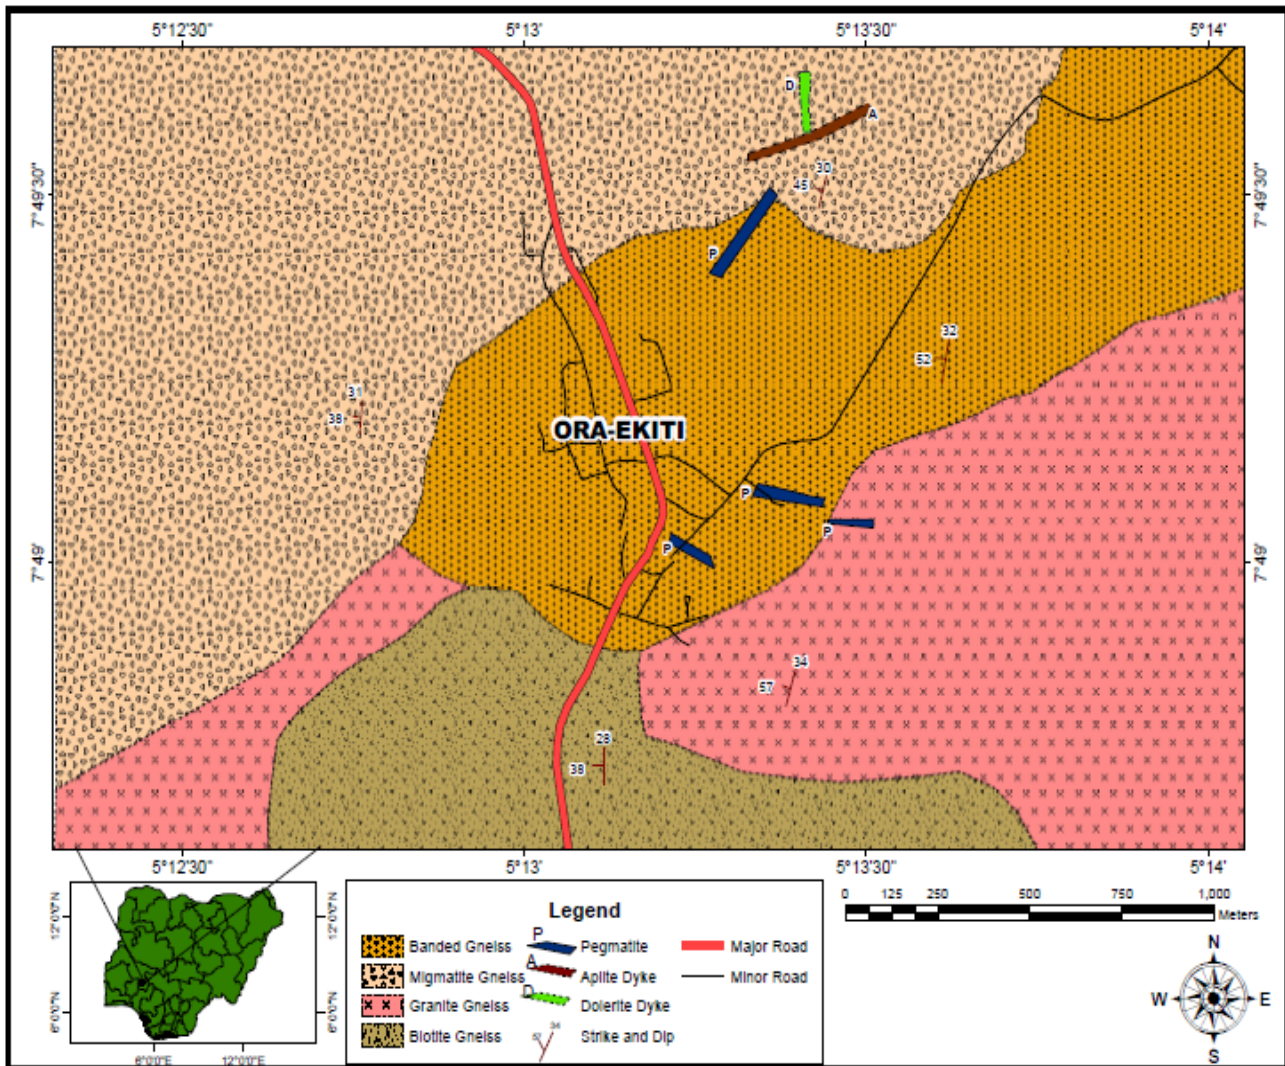 5°12'30"
5°13'
5°13'30"
5°14'
D
A
7°49'30"
7°49'30"
30
45
P
32
52
31
38
ORA-EKITI
P
P
P
7°49'
7°49'
34
57
28
38
5°12'30"
5°13'
5°13'30"
5°14'
12°0'0"N
12°0'0"N
6°0'0"N
6°0'0"N
6°0'0"E
12°0'0"E
Legend
Banded Gneiss
P
Pegmatite
Major Road
Migmatite Gneiss
A
Aplite Dyke
Minor Road
Granite Gneiss
D
Dolerite Dyke
Biotite Gneiss
57
34
Strike and Dip
0 125 250 500 750 1,000
Meters
N
W
E
S